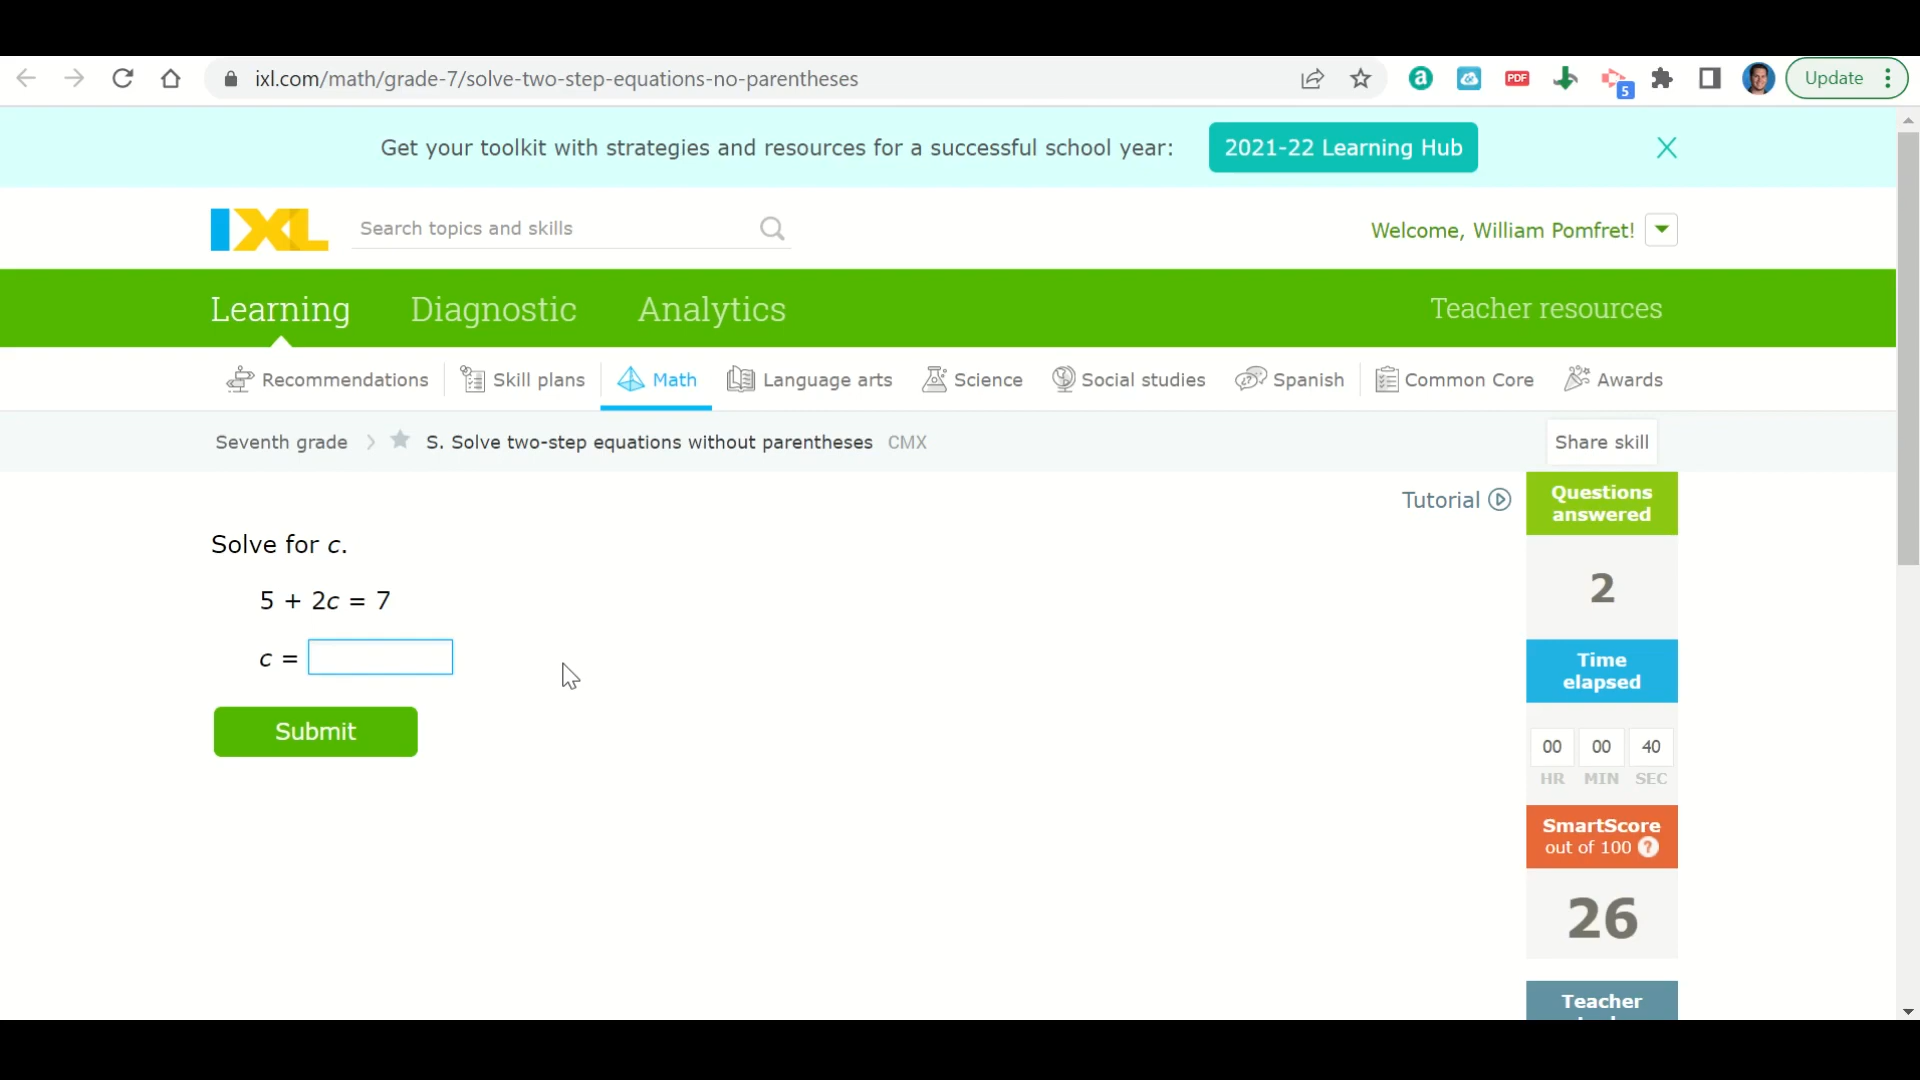 ixl.com/math/grade-7/solve-two-step-equations-no-parentheses
a
PDF
5
Update
Get your toolkit with strategies and resources for a successful school year:
2021-22 Learning Hub
IXL
Search topics and skills
Welcome, William Pomfret!
Learning
Diagnostic
Analytics
Teacher resources
Recommendations
Skill plans
Math
Language arts
Science
Social studies
Spanish
Common Core
Awards
Seventh grade
S. Solve two-step equations without parentheses CMX
Share skill
Tutorial
Questions
answered
2
Solve for c.
5 + 2c = 7
c =
Submit
Time
elapsed
00 00 40
HR MIN SEC
SmartScore
out of 100 ?
26
Teacher